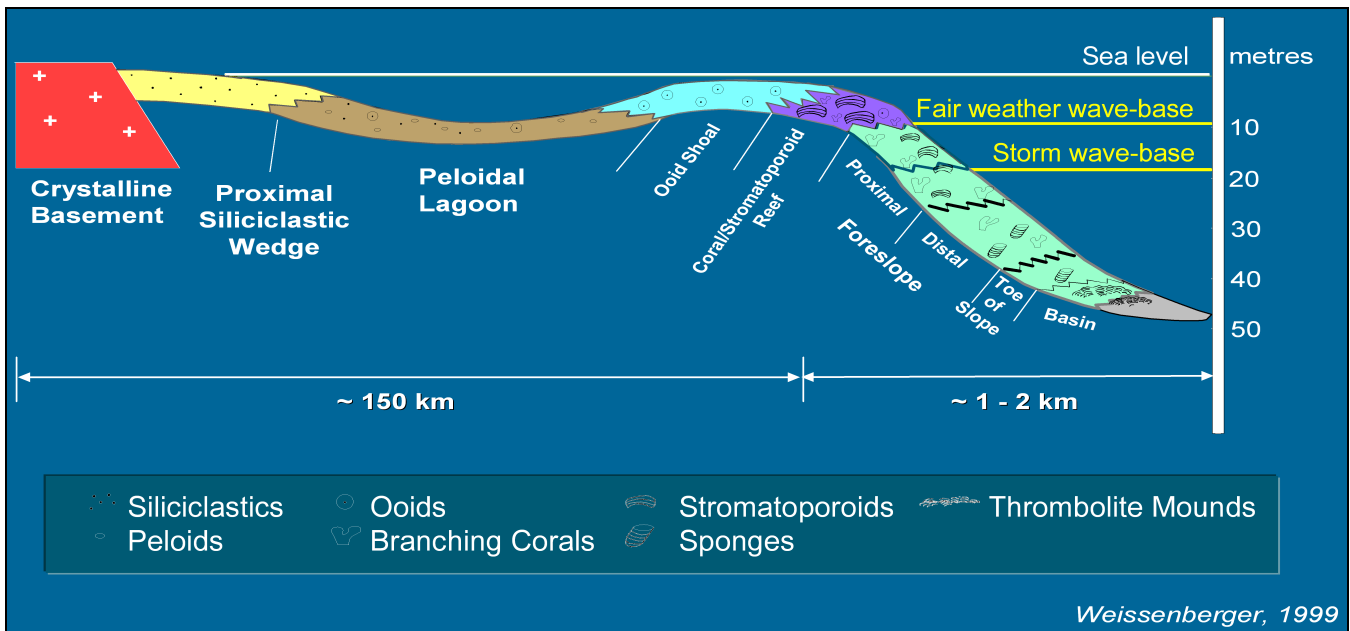 Sea level
metres
Fair weather wave-base
10
Storm wave-base
20
30
40
50
Crystalline
Basement
Proximal
Siliciclastic
Wedge
Peloidal
Lagoon
Ooid Shoal
Coral/Stromatoporoid
Reef
Proximal
Distal
Foreslope
Toe
of
Slope
Basin
~ 150 km
~ 1 - 2 km
Siliciclastics
Ooids
Stromatoporoids
Thrombolite Mounds
Peloids
Branching Corals
Sponges
Weissenberger, 1999